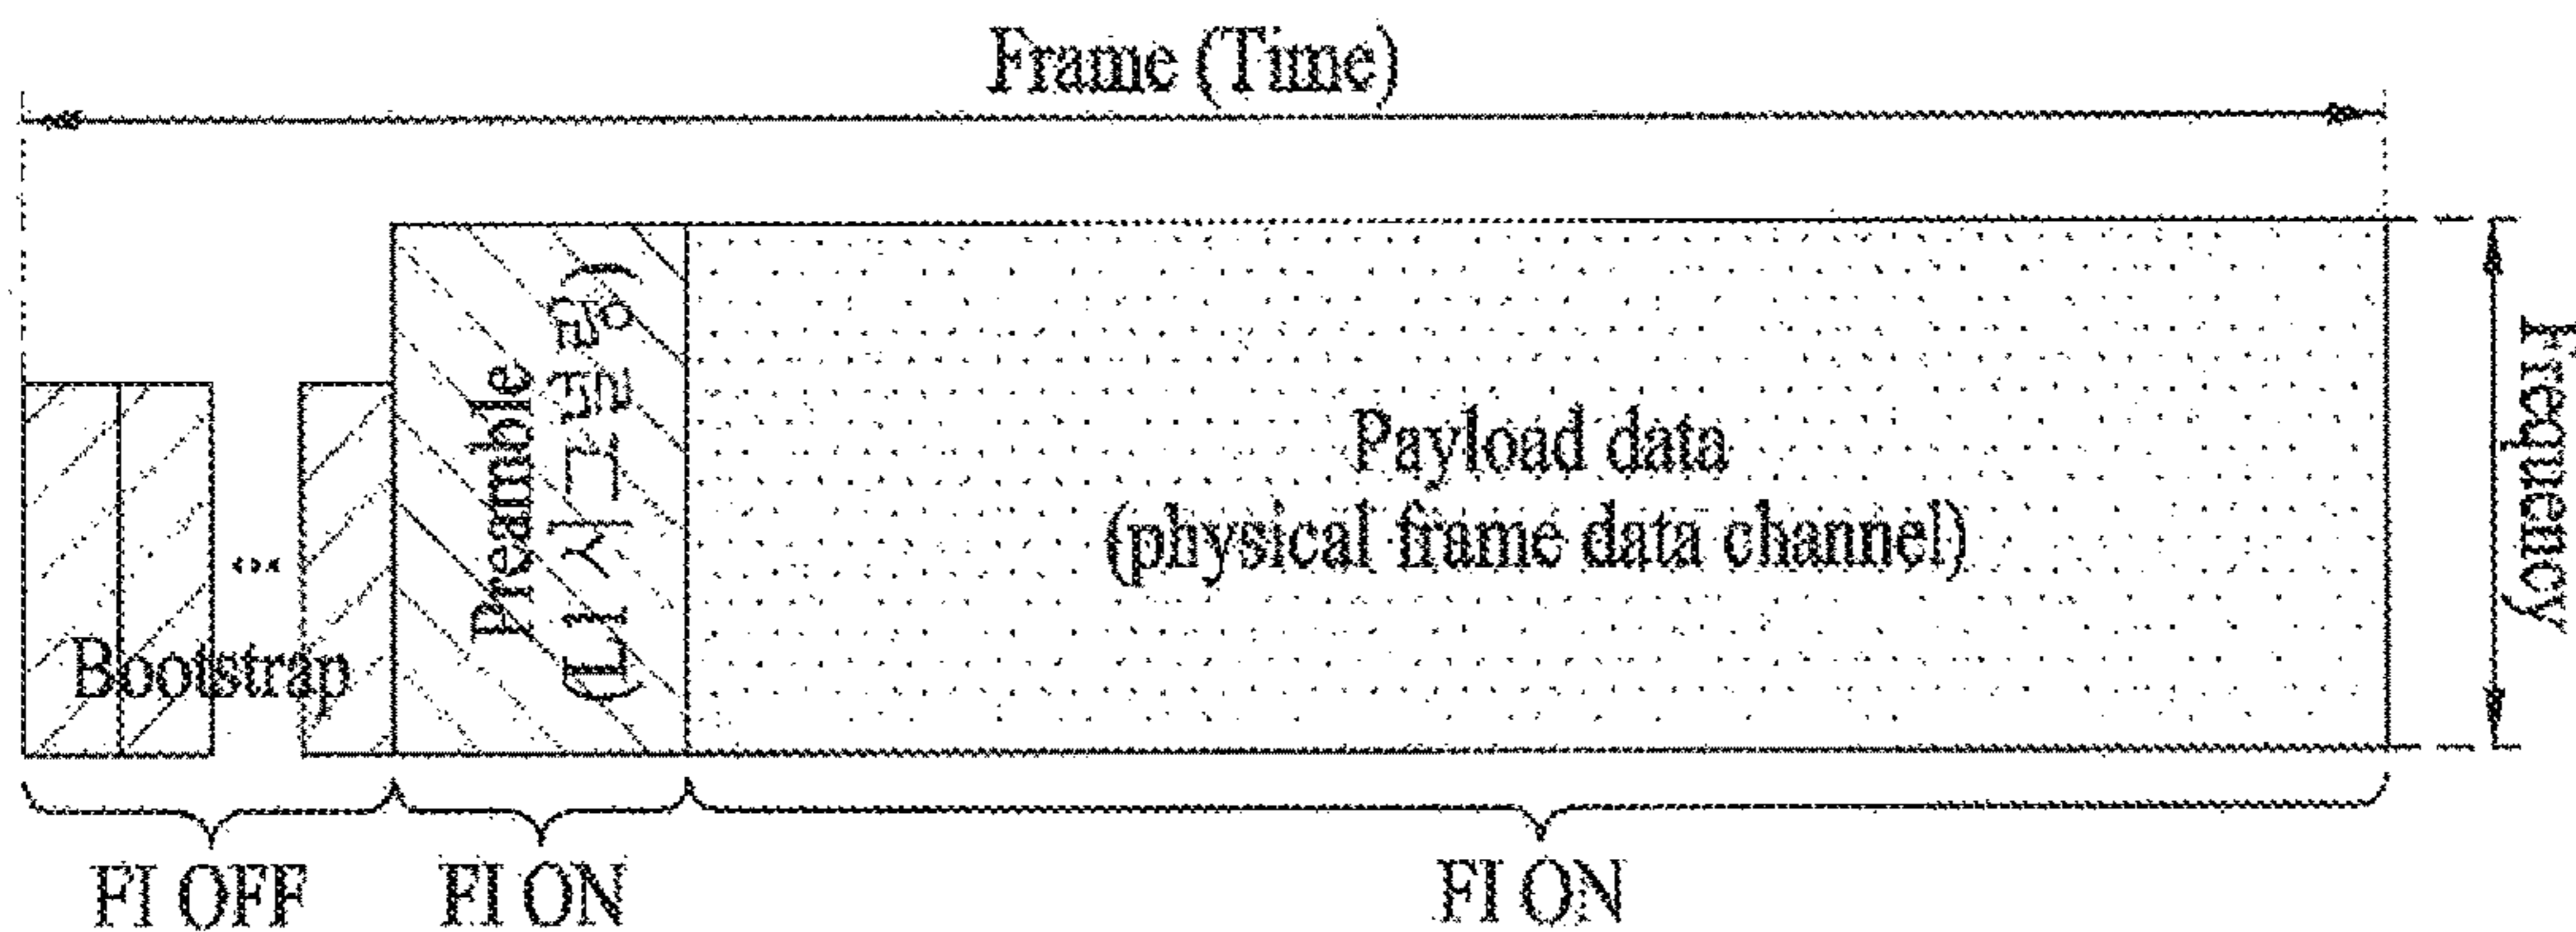 Frame (Time)
Bootstrap
Preamble
(L1 시그널링)
Payload data
(physical frame data channel)
Frequency
FI OFF
FI ON
FI ON